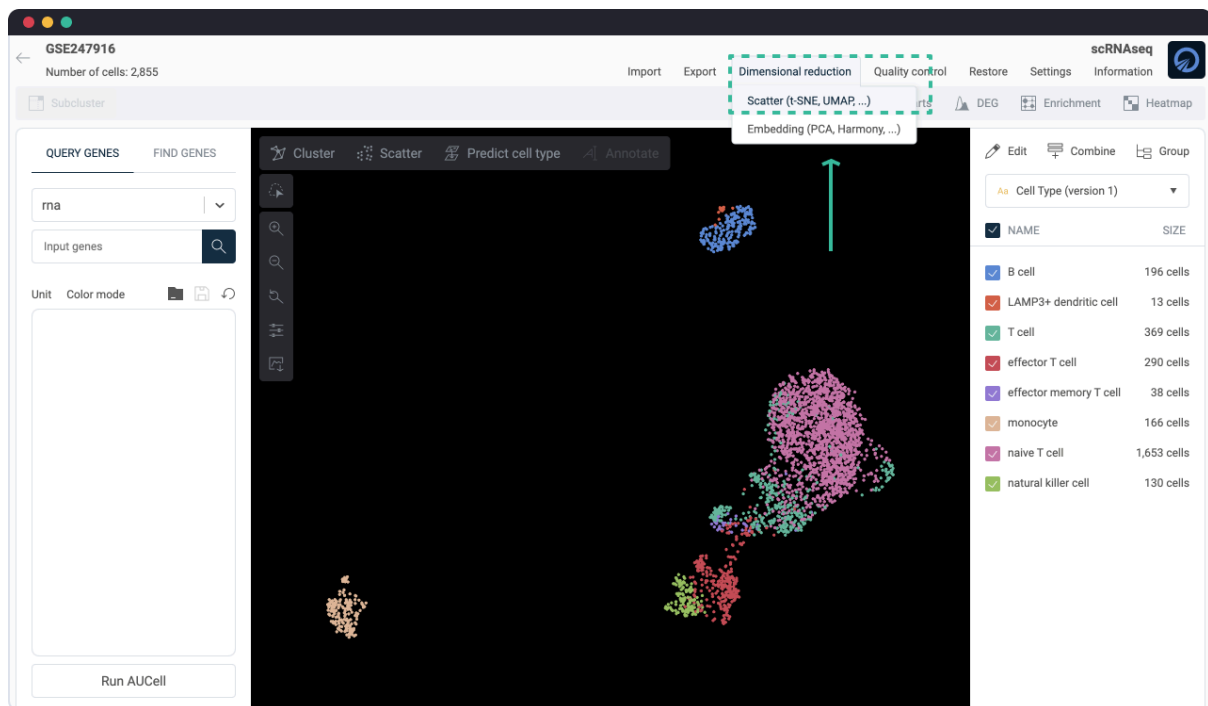 GSE247916
scRNAseq
Number of cells: 2,855
Import Export Dimensional reduction Quality control Restore Settings Information
Subcluster
Scatter (t-SNE, UMAP, ...)
DEG Enrichment Heatmap
Embedding (PCA, Harmony, ...)
QUERY GENES FIND GENES
Cluster Scatter Predict cell type Annotate
Edit Combine Group
rna
Aa Cell Type (version 1)
Input genes
NAME SIZE
Unit Color mode
B cell 196 cells
LAMP3+ dendritic cell 13 cells
T cell 369 cells
effector T cell 290 cells
effector memory T cell 38 cells
monocyte 166 cells
naive T cell 1,653 cells
natural killer cell 130 cells
Run AUCell